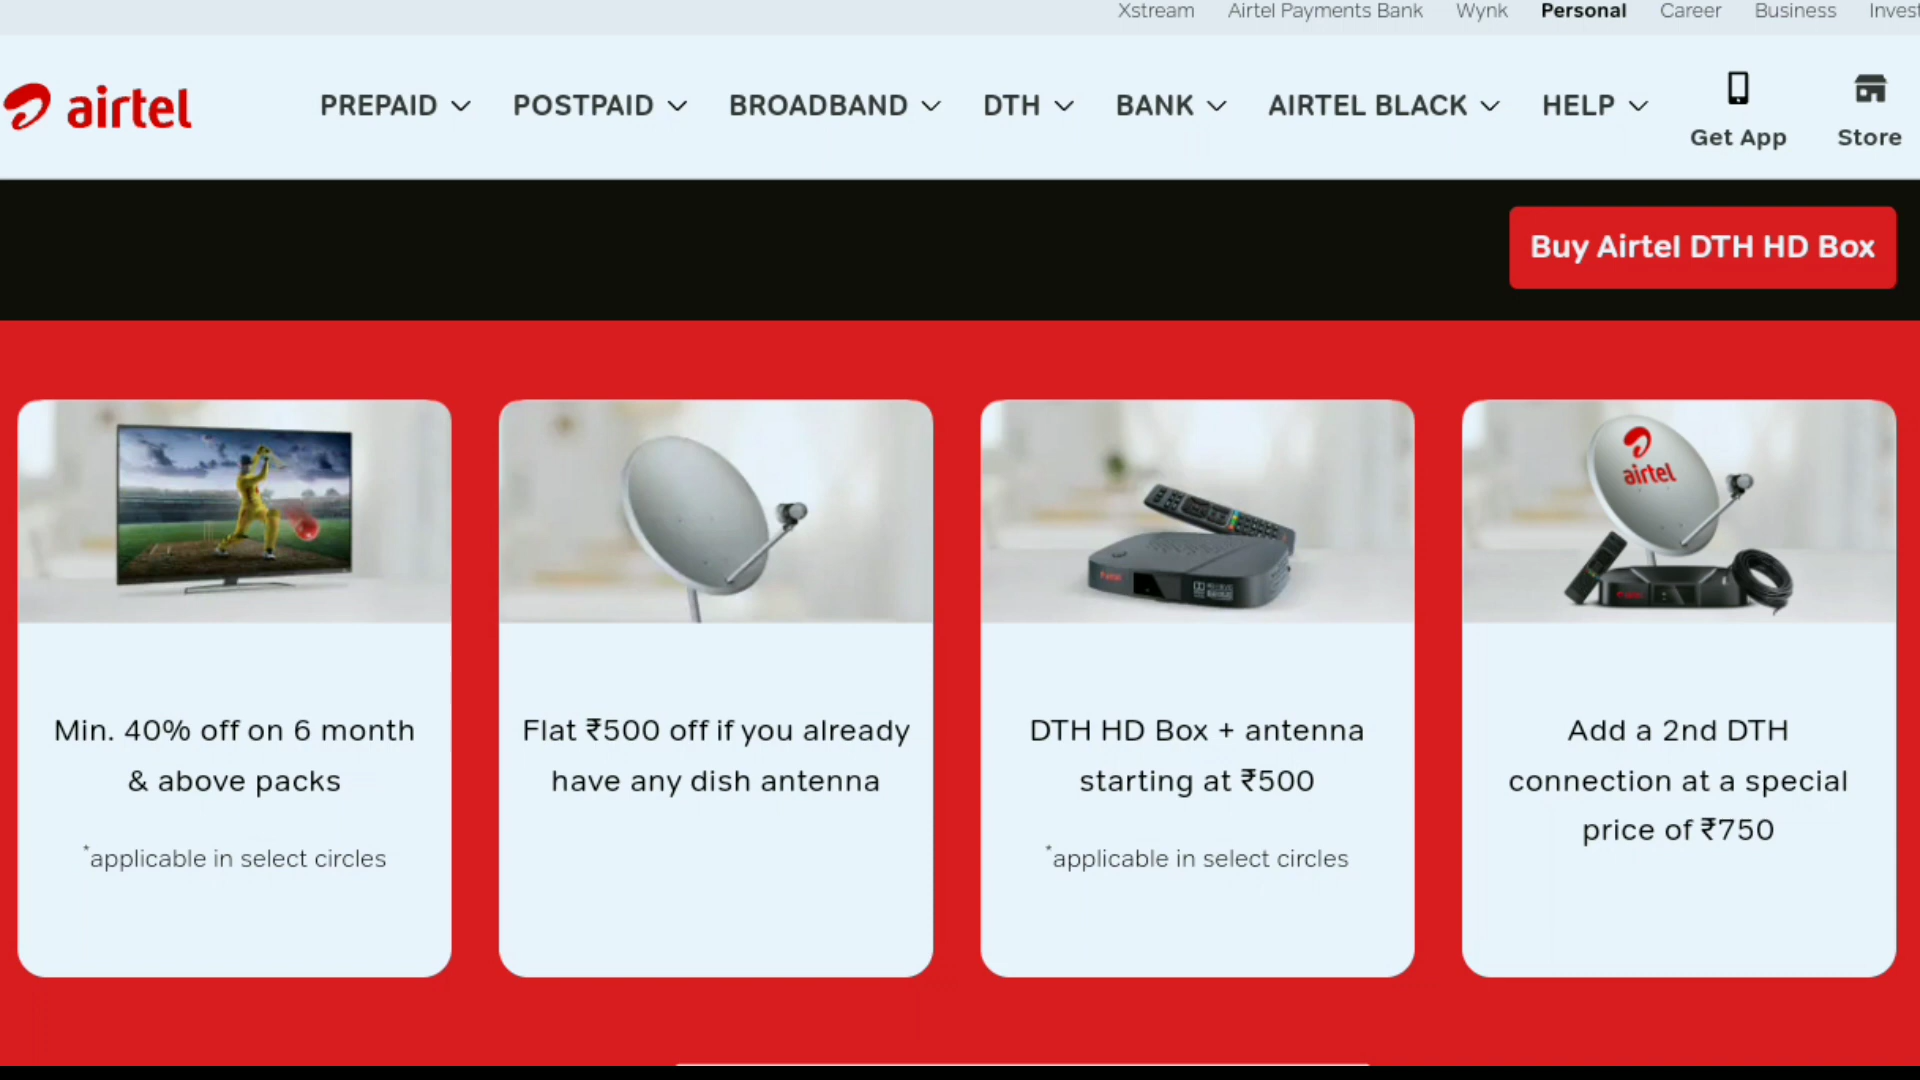 Xstream Airtel Payments Bank Wynk Personal Career Business Invest
airtel
PREPAID POSTPAID BROADBAND DTH BANK AIRTEL BLACK HELP
Get App Store
Buy Airtel DTH HD Box
airtel
Min. 40% off on 6 month
& above packs
*applicable in select circles
Flat ₹500 off if you already
have any dish antenna
DTH HD Box + antenna
starting at ₹500
*applicable in select circles
Add a 2nd DTH
connection at a special
price of ₹750